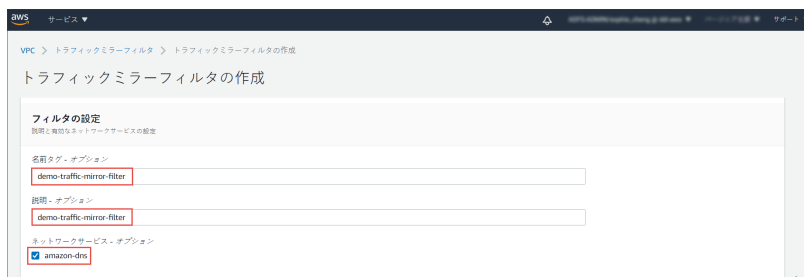 aws サービス サポート
VPC > トラフィックミラーフィルタ > トラフィックミラーフィルタの作成
トラフィックミラーフィルタの作成
フィルタの設定
説明と有効なネットワークサービスの設定
名前タグ - オプション
demo-traffic-mirror-filter
説明 - オプション
demo-traffic-mirror-filter
ネットワークサービス - オプション
amazon-dns